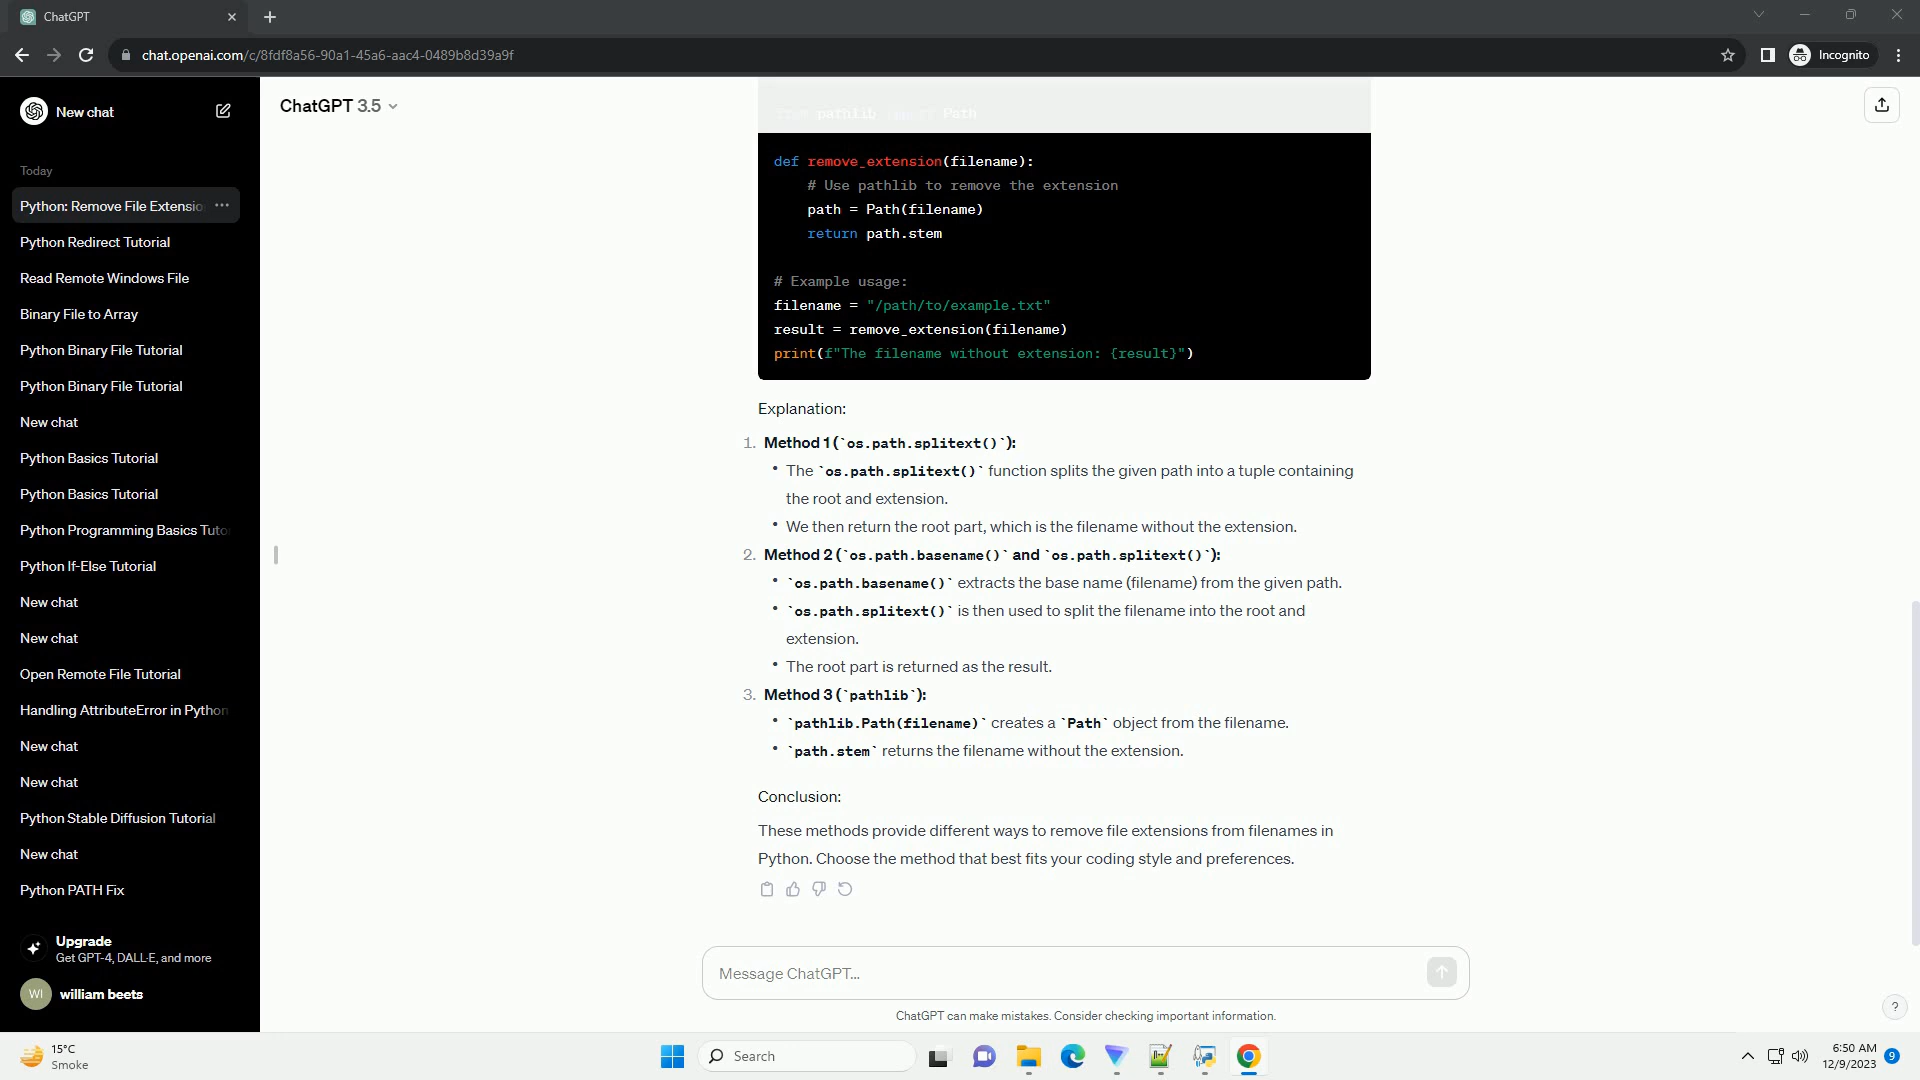 ChatGPT
chat.openai.com/c/8fdf8a56-90a1-45a6-aac4-0489b8d39a9f
Incognito
New chat
Today
Python: Remove File Extensio
Python Redirect Tutorial
Read Remote Windows File
Binary File to Array
Python Binary File Tutorial
Python Binary File Tutorial
New chat
Python Basics Tutorial
Python Basics Tutorial
Python Programming Basics Tuto
Python If-Else Tutorial
New chat
New chat
Open Remote File Tutorial
Handling AttributeError in Python
New chat
New chat
Python Stable Diffusion Tutorial
New chat
Python PATH Fix
Upgrade
Get GPT-4, DALL·E, and more
WI
william beets
ChatGPT 3.5
from pathlib import Path
def remove_extension(filename):
# Use pathlib to remove the extension
path = Path(filename)
return path.stem
# Example usage:
filename = "/path/to/example.txt"
result = remove_extension(filename)
print(f"The filename without extension: {result}")
Explanation:
1. Method 1 (`os.path.splitext()`):
• The `os.path.splitext()` function splits the given path into a tuple containing
the root and extension.
• We then return the root part, which is the filename without the extension.
2. Method 2 (`os.path.basename()` and `os.path.splitext()`):
• `os.path.basename()` extracts the base name (filename) from the given path.
• `os.path.splitext()` is then used to split the filename into the root and
extension.
• The root part is returned as the result.
3. Method 3 (`pathlib`):
• `pathlib.Path(filename)` creates a `Path` object from the filename.
• `path.stem` returns the filename without the extension.
Conclusion:
These methods provide different ways to remove file extensions from filenames in
Python. Choose the method that best fits your coding style and preferences.
Message ChatGPT...
ChatGPT can make mistakes. Consider checking important information.
?
15°C
Smoke
Search
6:50 AM
12/9/2023
9